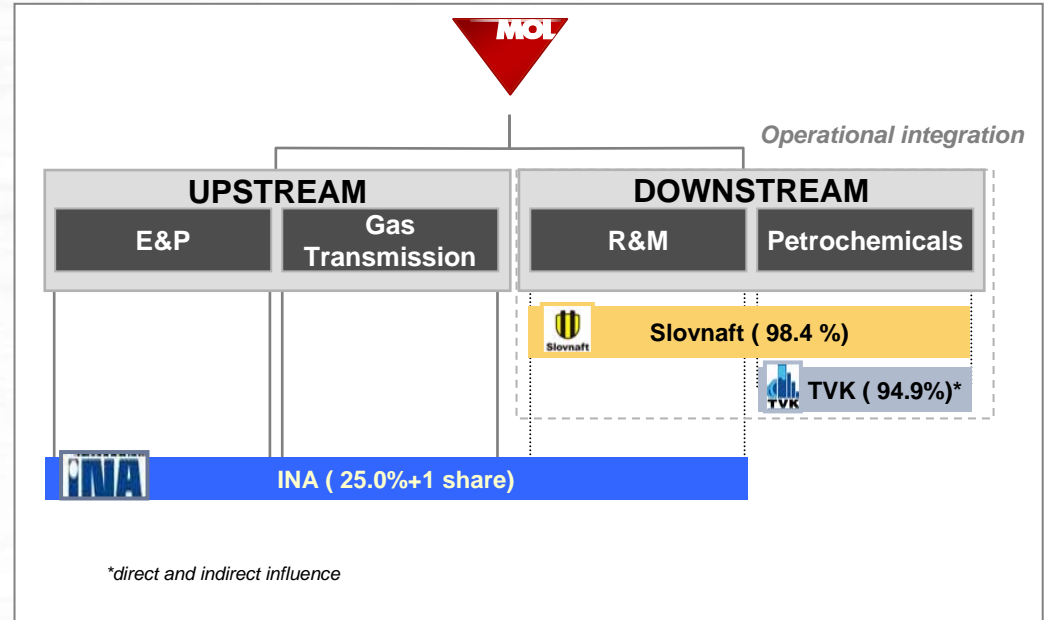 MOL
Operational integration
UPSTREAM
DOWNSTREAM
E&P
Gas
Transmission
R&M
Petrochemicals
Slovnaft
Slovnaft ( 98.4 %)
TVK
TVK ( 94.9%)*
INA
INA ( 25.0%+1 share)
*direct and indirect influence